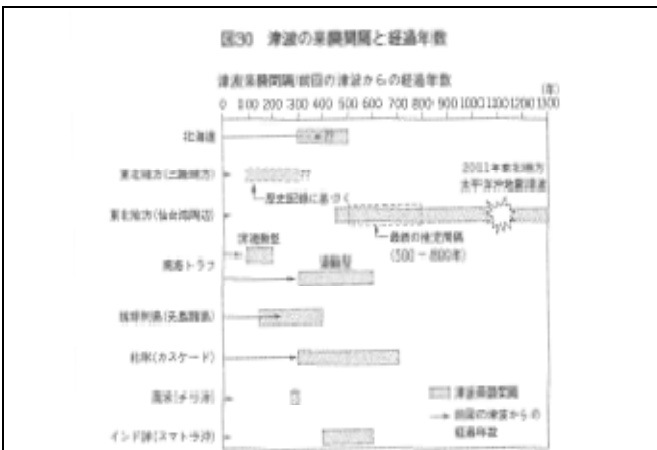 図30 津波の来襲間隔と経過年数
津波来襲間隔/前回の津波からの経過年数
(年)
0 100 200 300 400 500 600 700 800 900 1000 1100 1200 1300
北海道
??
東北地方(三陸地方)
??
歴史記録に基づく
2011年東北地方
太平洋沖地震津波
東北地方(仙台湾周辺)
最新の推定間隔
(500-800年)
非連動型
南海トラフ
連動型
琉球列島(先島諸島)
北米(カスケード)
南米(チリ沖)
インド洋(スマトラ沖)
津波来襲間隔
前回の津波からの
経過年数